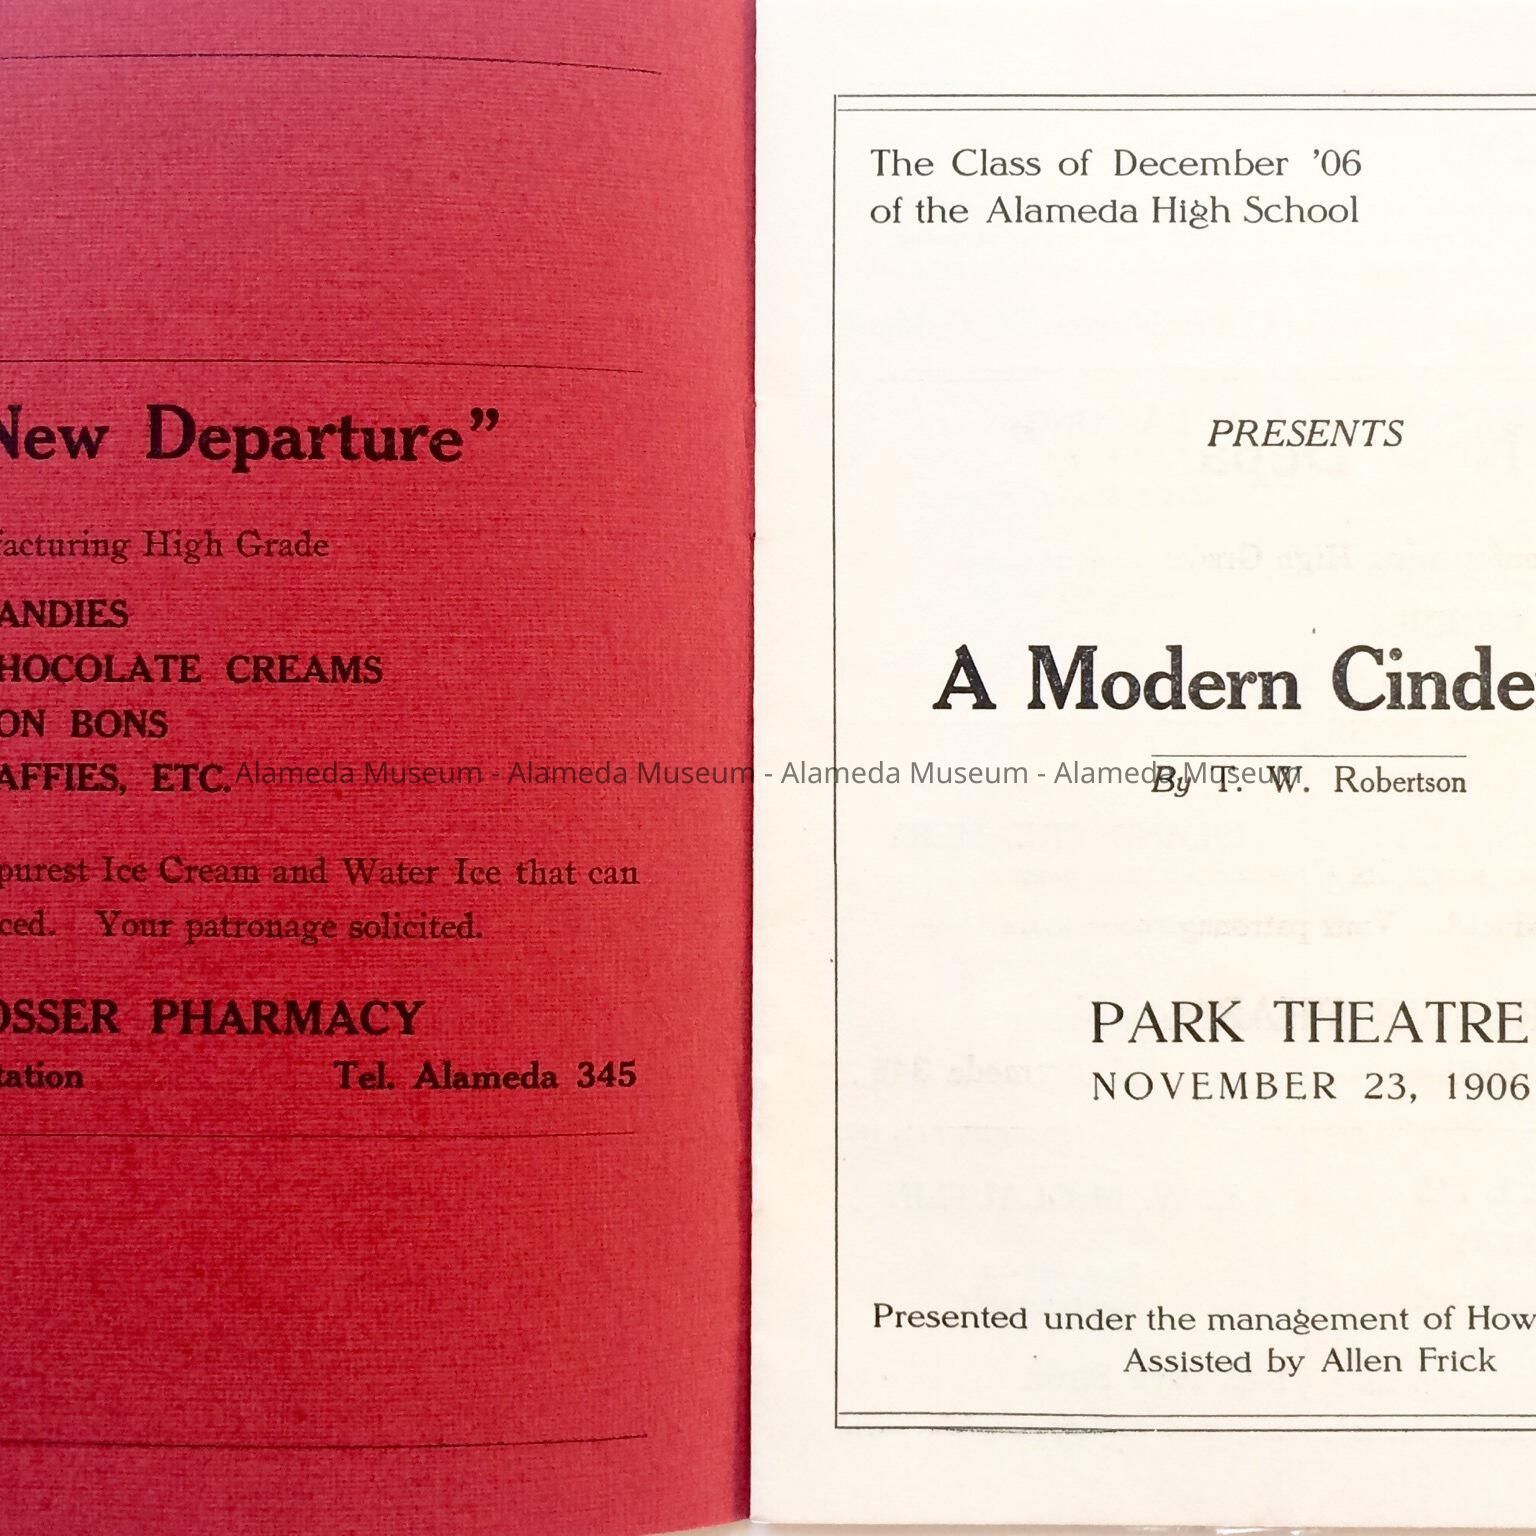 New Departure”
facturing High Grade
ANDIES
HOCOLATE CREAMS
ON BONS
AFFIES, ETC.
purest Ice Cream and Water Ice that can
ced. Your patronage solicited.
OSSER PHARMACY
tation Tel. Alameda 345
The Class of December ’06
of the Alameda High School
PRESENTS
A Modern Cinde
By T. W. Robertson
PARK THEATRE
NOVEMBER 23, 1906
Presented under the management of How
Assisted by Allen Frick
Alameda Museum - Alameda Museum - Alameda Museum - Alameda Museum